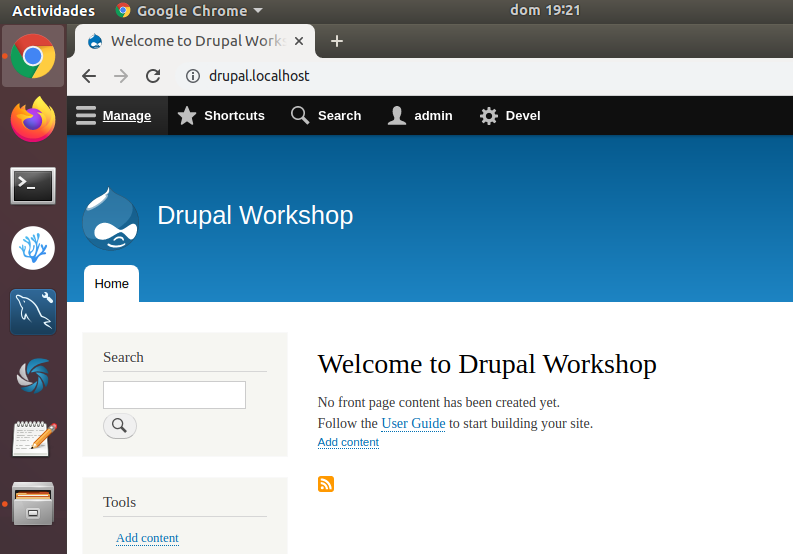 Actividades
Google Chrome
dom 19:21
Welcome to Drupal Works
drupal.localhost
Manage
Shortcuts
Search
admin
Devel
Drupal Workshop
Home
Search
Welcome to Drupal Workshop
No front page content has been created yet.
Follow the User Guide to start building your site.
Add content
Tools
Add content